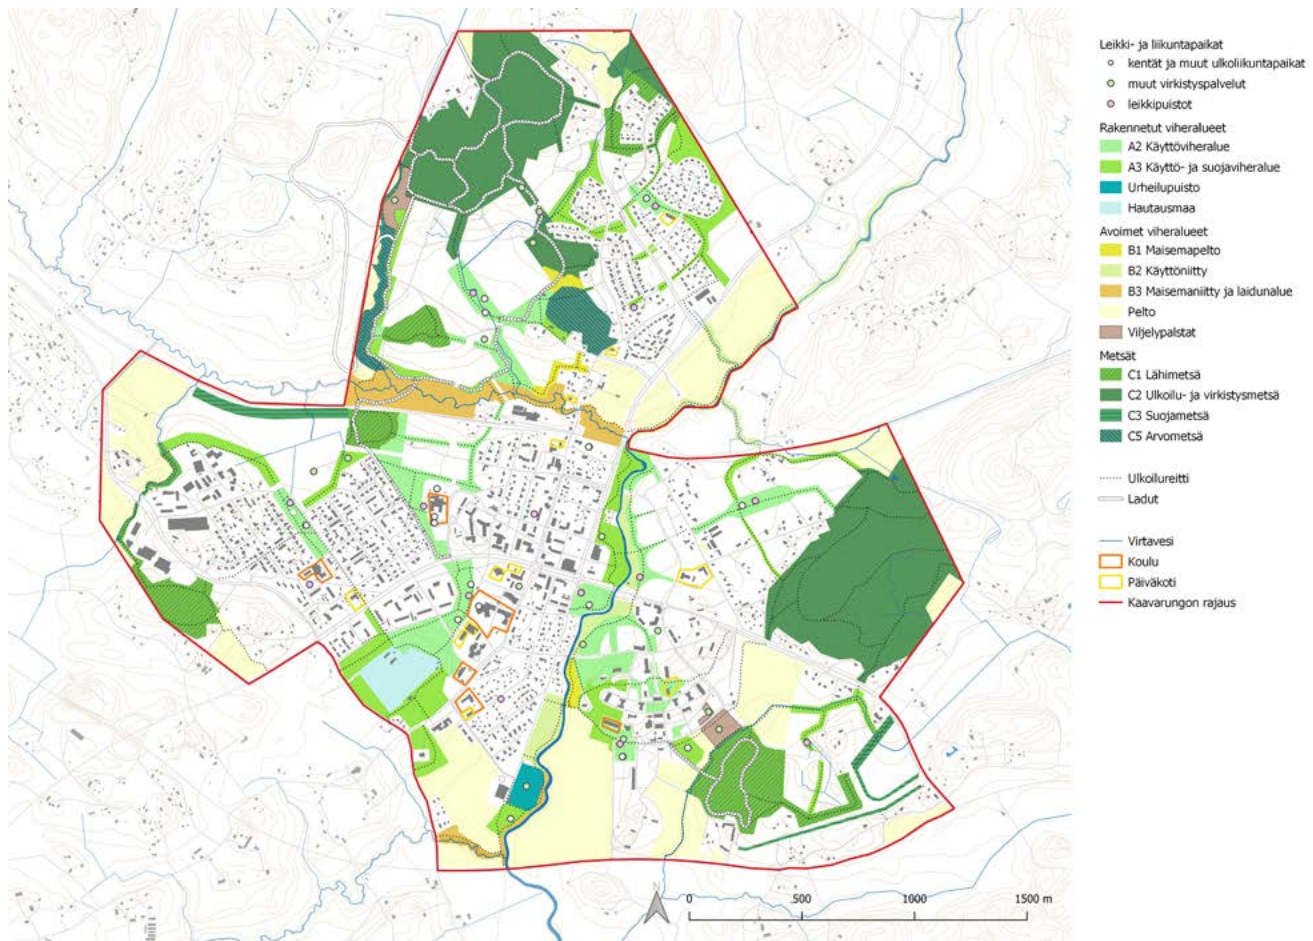 Leikki- ja liikuntapaikat
kentät ja muut ulkoliikuntapaikat
muut virkistyspalvelut
leikkipuistot
Rakennetut viheralueet
A2 Käyttöviheralue
A3 Käyttö- ja suojaviheralue
Urheilupuisto
Hautausmaa
Avoimet viheralueet
B1 Maisemapelto
B2 Käyttöniitty
B3 Maisemaniitty ja laidunalue
Pelto
Viljelypalstat
Metsät
C1 Lähimetsä
C2 Ulkoilu- ja virkistysmetsä
C3 Suojametsä
C5 Arvometsä
Ulkoilureitti
Ladut
Virtavesi
Koulu
Päiväkoti
Kaavarungon rajaus
0 500 1000 1500 m